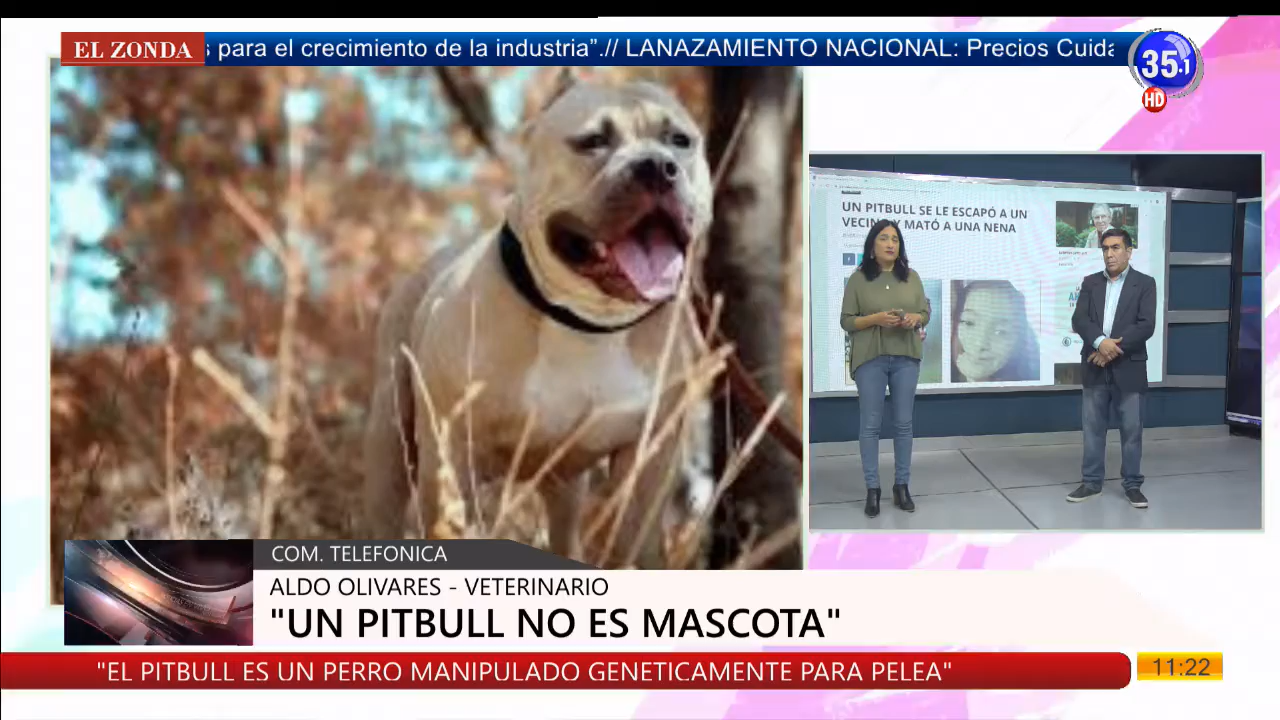 EL ZONDA
para el crecimiento de la industria”.// LANAZAMIENTO NACIONAL: Precios Cuida
35.1
HD
UN PITBULL SE LE ESCAPÓ A UN
VECINO Y MATÓ A UNA NENA
COM. TELEFONICA
ALDO OLIVARES - VETERINARIO
"UN PITBULL NO ES MASCOTA"
"EL PITBULL ES UN PERRO MANIPULADO GENETICAMENTE PARA PELEA"
11:22